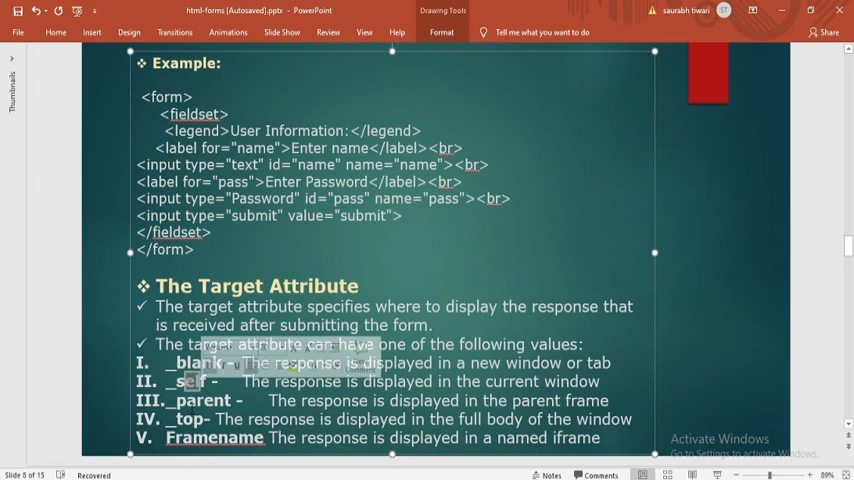 html-forms [Autosaved].pptx - PowerPoint
Drawing Tools
saurabh tiwari
ST
File Home Insert Design Transitions Animations Slide Show Review View Help Format Tell me what you want to do Share
Thumbnails
❖ Example:
<form>
<fieldset>
<legend>User Information:</legend>
<label for="name">Enter name</label><br>
<input type="text" id="name" name="name"><br>
<label for="pass">Enter Password</label><br>
<input type="Password" id="pass" name="pass"><br>
<input type="submit" value="submit">
</fieldset>
</form>
❖ The Target Attribute
✓ The target attribute specifies where to display the response that
is received after submitting the form.
✓ The target attribute can have one of the following values:
I. _blank - The response is displayed in a new window or tab
II. _self - The response is displayed in the current window
III. _parent - The response is displayed in the parent frame
IV. _top- The response is displayed in the full body of the window
V. Framename The response is displayed in a named iframe
Activate Windows
Go to Settings to activate Windows.
Slide 8 of 15 Recovered Notes Comments 89%